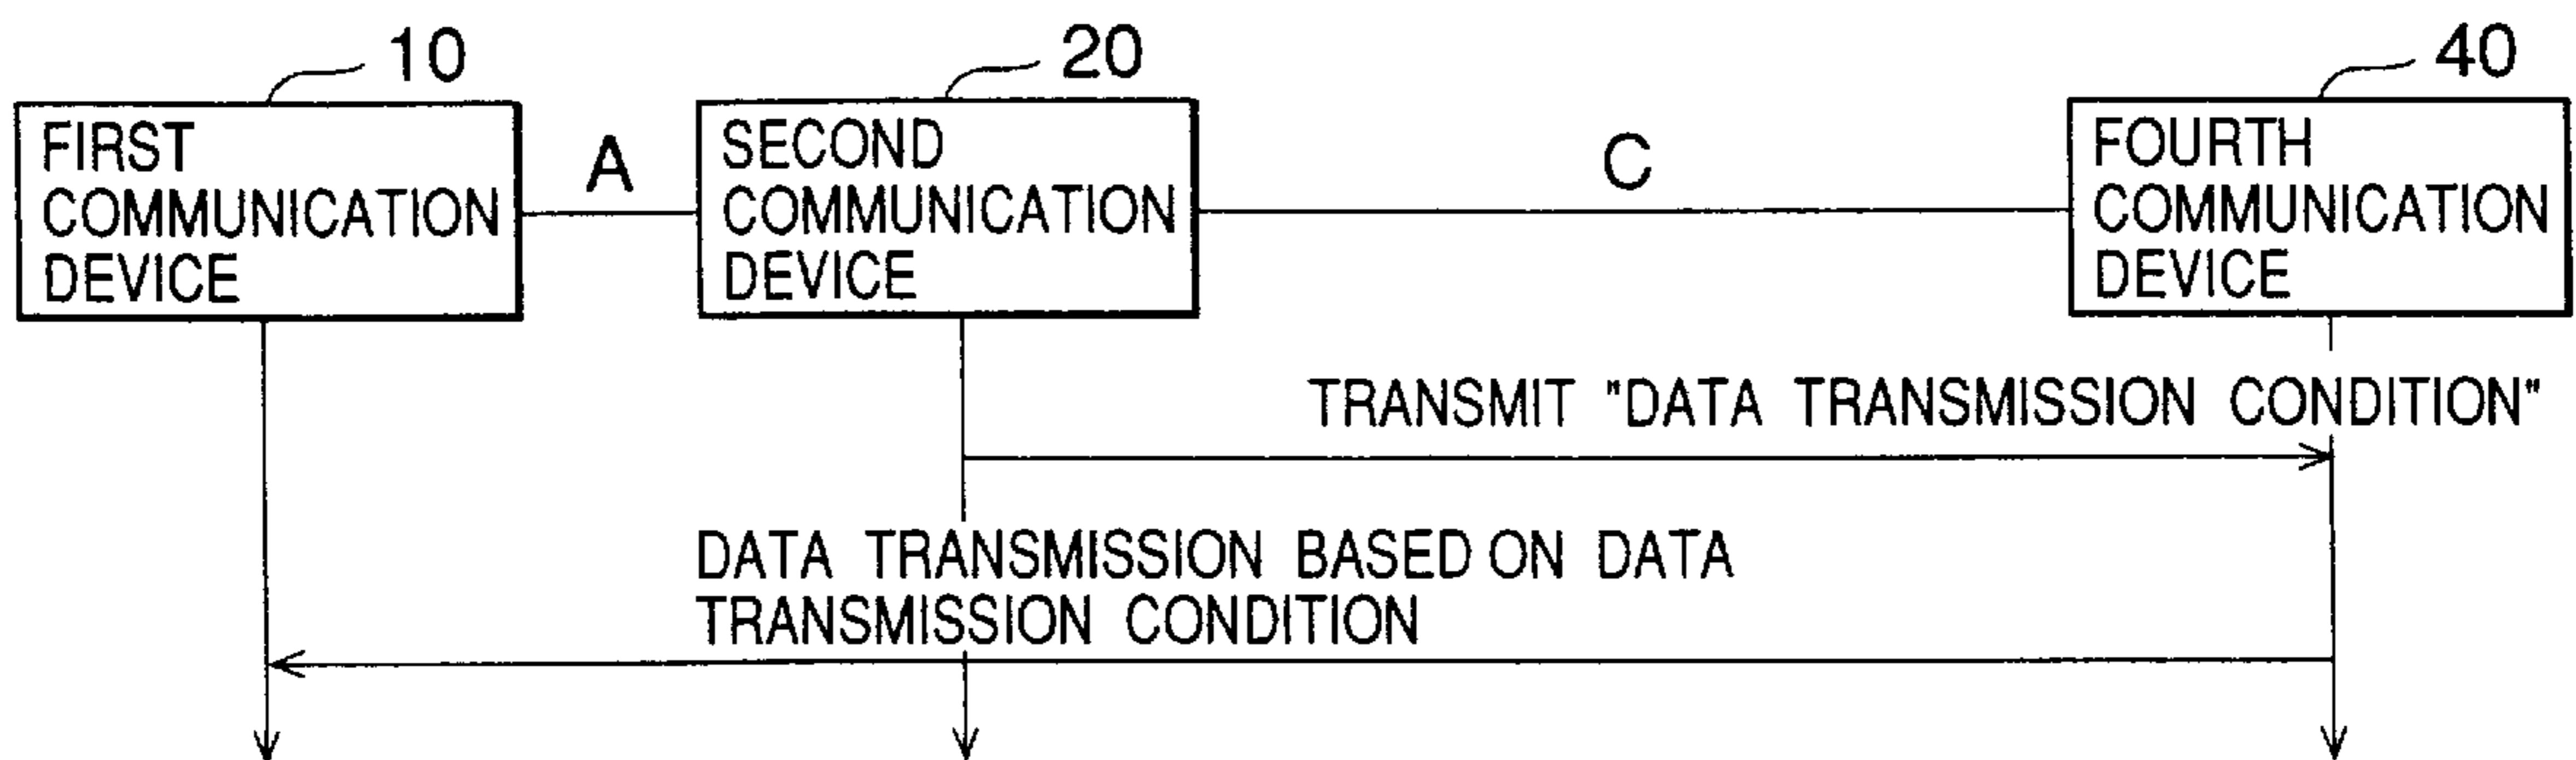 10
20
40
FIRST
COMMUNICATION
DEVICE
A
SECOND
COMMUNICATION
DEVICE
C
FOURTH
COMMUNICATION
DEVICE
TRANSMIT "DATA TRANSMISSION CONDITION"
DATA TRANSMISSION BASED ON DATA
TRANSMISSION CONDITION